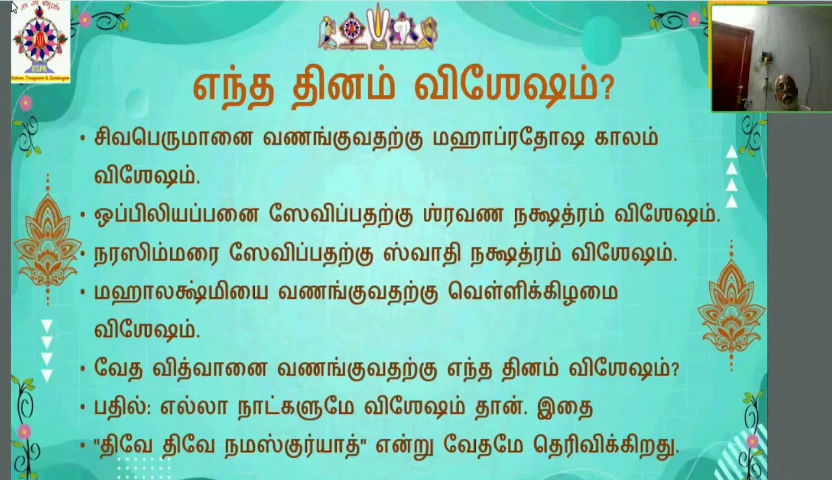 எந்த தினம் விஶேஷம்?
• சிவபெருமானை வணங்குவதற்கு மஹாப்ரதோஷ காலம்
விஶேஷம்.
• ஒப்பிலியப்பனை ஸேவிப்பதற்கு ஶ்ரவண நக்ஷத்ரம் விஶேஷம்.
• நரஸிம்மரை ஸேவிப்பதற்கு ஸ்வாதி நக்ஷத்ரம் விஶேஷம்.
• மஹாலக்ஷ்மியை வணங்குவதற்கு வெள்ளிக்கிழமை
விஶேஷம்.
• வேத வித்வானை வணங்குவதற்கு எந்த தினம் விஶேஷம்?
• பதில்: எல்லா நாட்களுமே விஶேஷம் தான். இதை
• "திவே திவே நமஸ்குர்யாத்" என்று வேதமே தெரிவிக்கிறது.